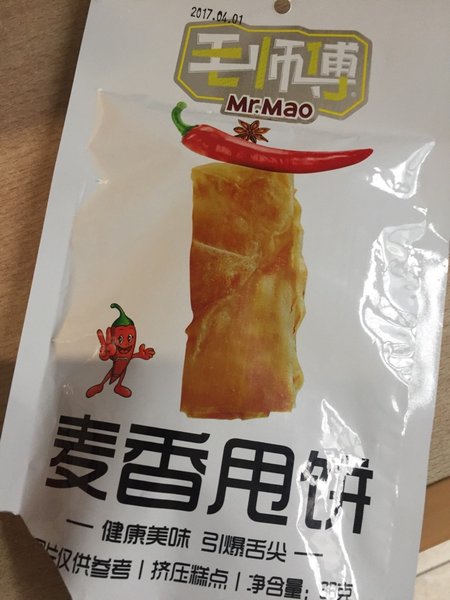 2017.04.01
毛师傅
Mr.Mao
麦香甩饼
健康美味 引爆舌尖
仅供参考 | 挤压糕点 | 净含量: